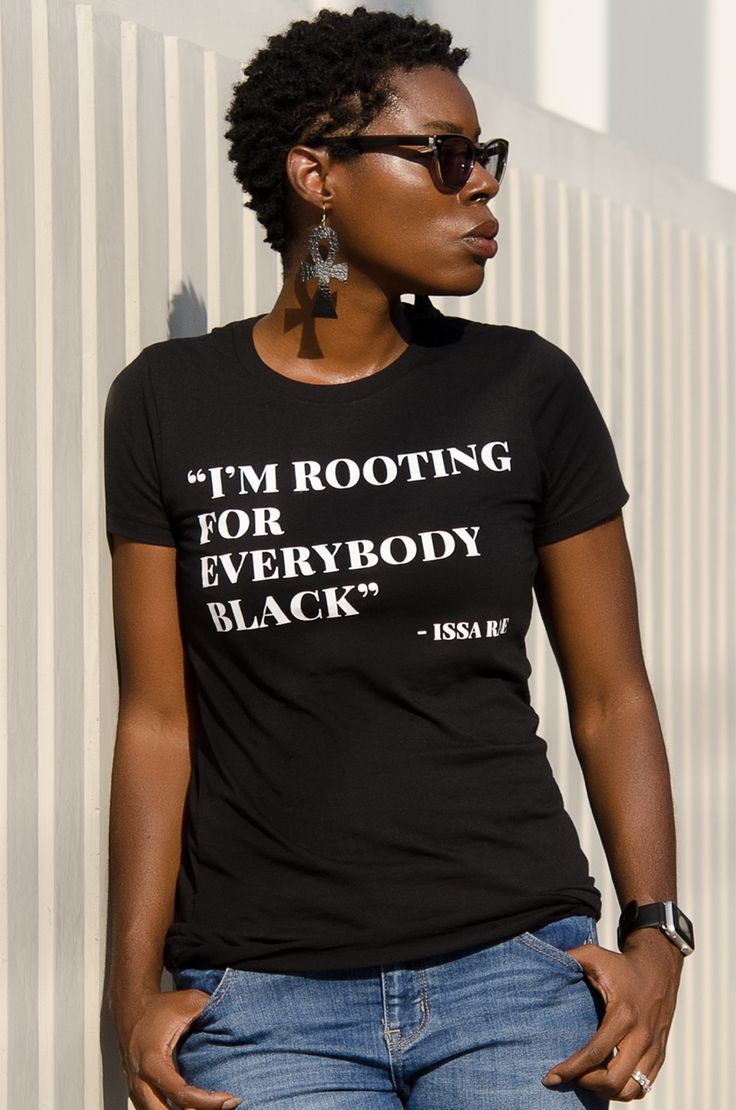 “I’M ROOTING
FOR
EVERYBODY
BLACK”
- ISSA RAE